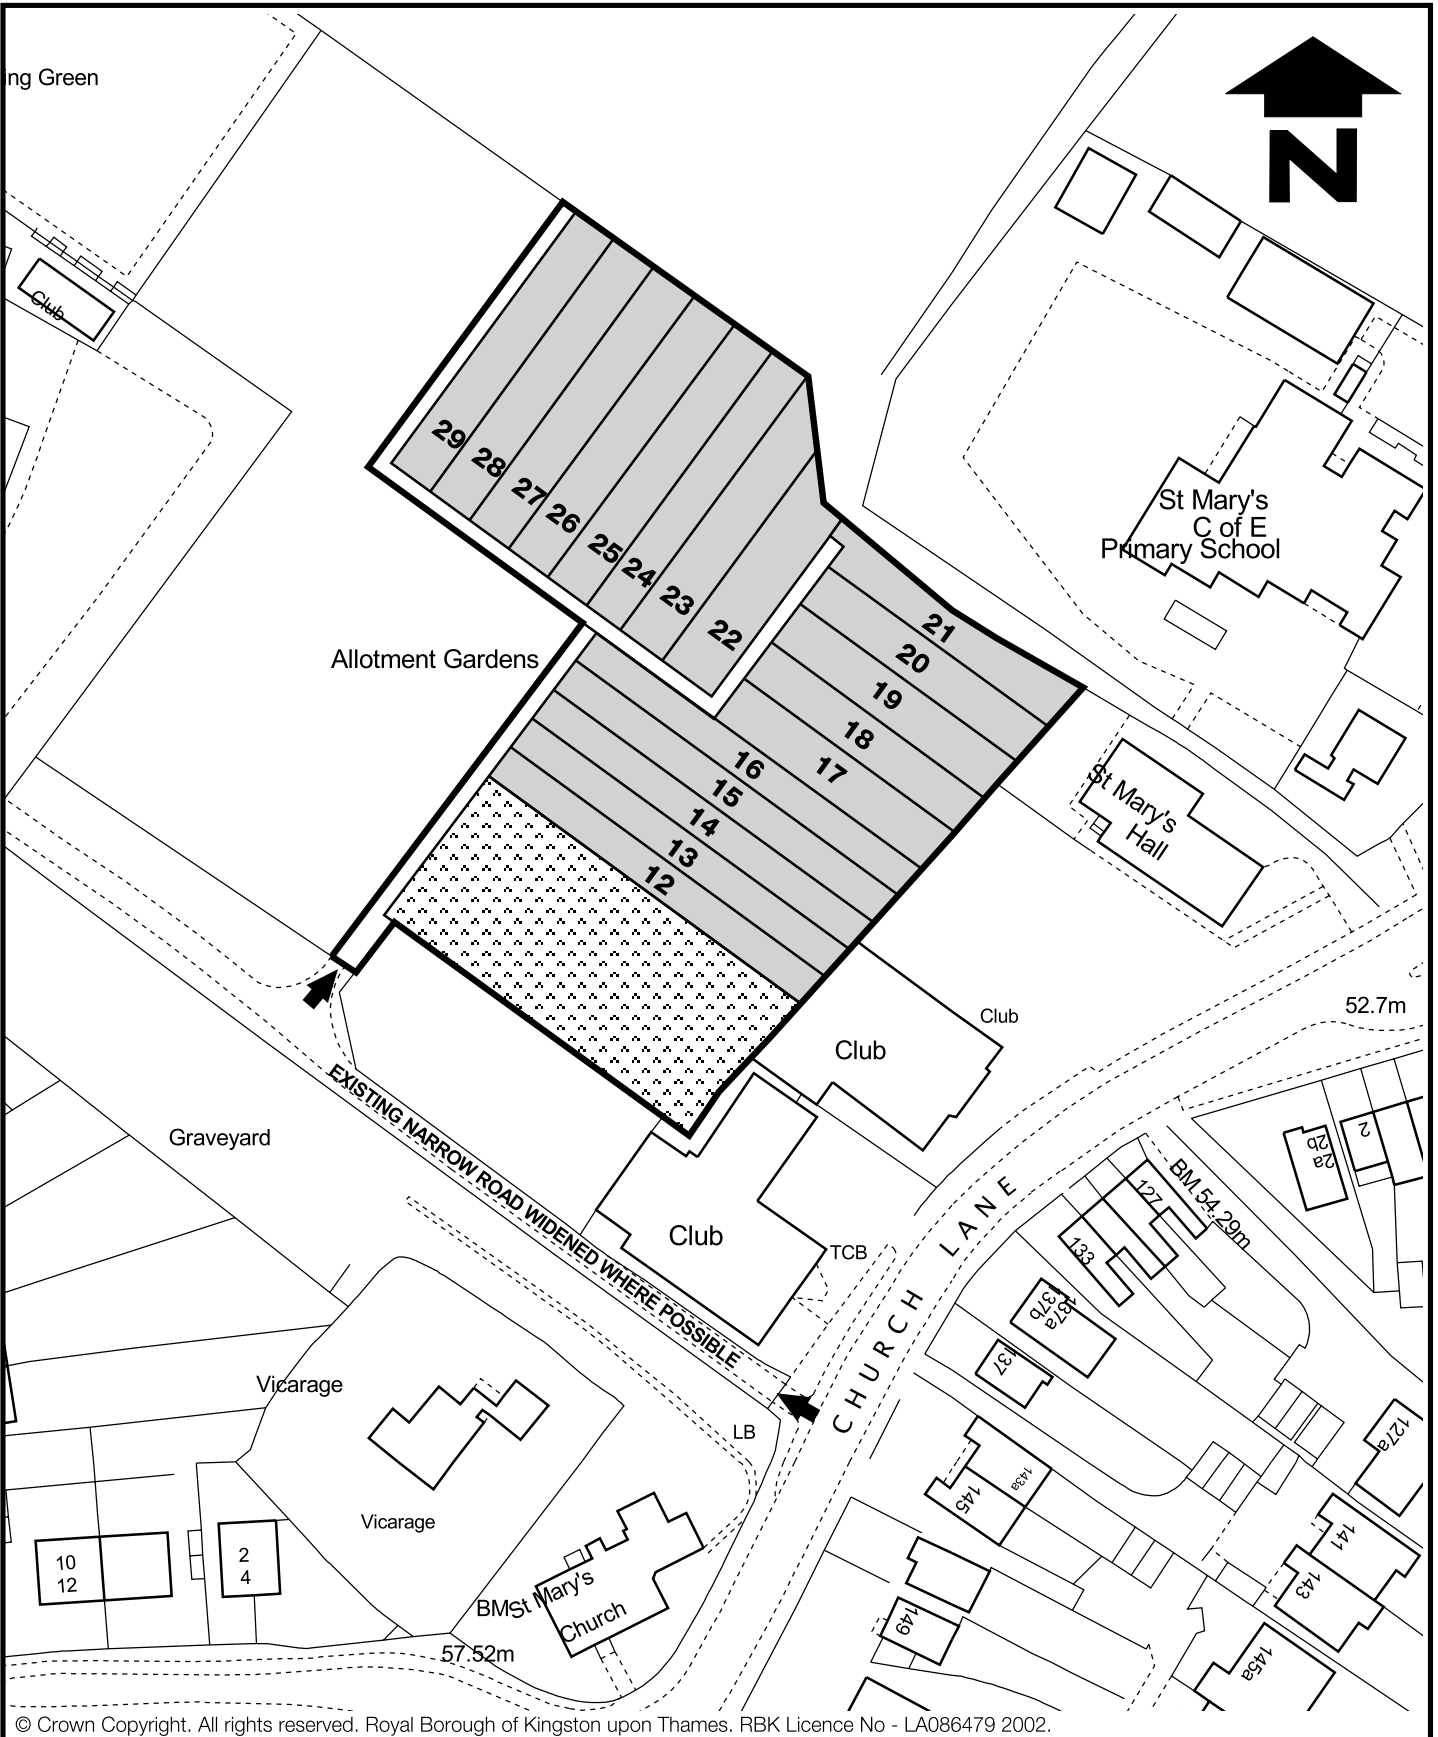 ing Green
N
Club
St Mary's
C of E
Primary School
29
28
27
26
25
24
23
22
21
20
19
18
17
16
15
14
13
12
Allotment Gardens
St Mary's
Hall
52.7m
Club
Club
Club
TCB
EXISTING NARROW ROAD WIDENED WHERE POSSIBLE
CHURCH LANE
Graveyard
2b
2a
2
BM 54.29m
127
133
137b
137a
137
Vicarage
Vicarage
LB
127a
143a
145
141
143
149
145a
10
12
2
4
BM
St Mary's
Church
57.52m
© Crown Copyright. All rights reserved. Royal Borough of Kingston upon Thames. RBK Licence No - LA086479 2002.